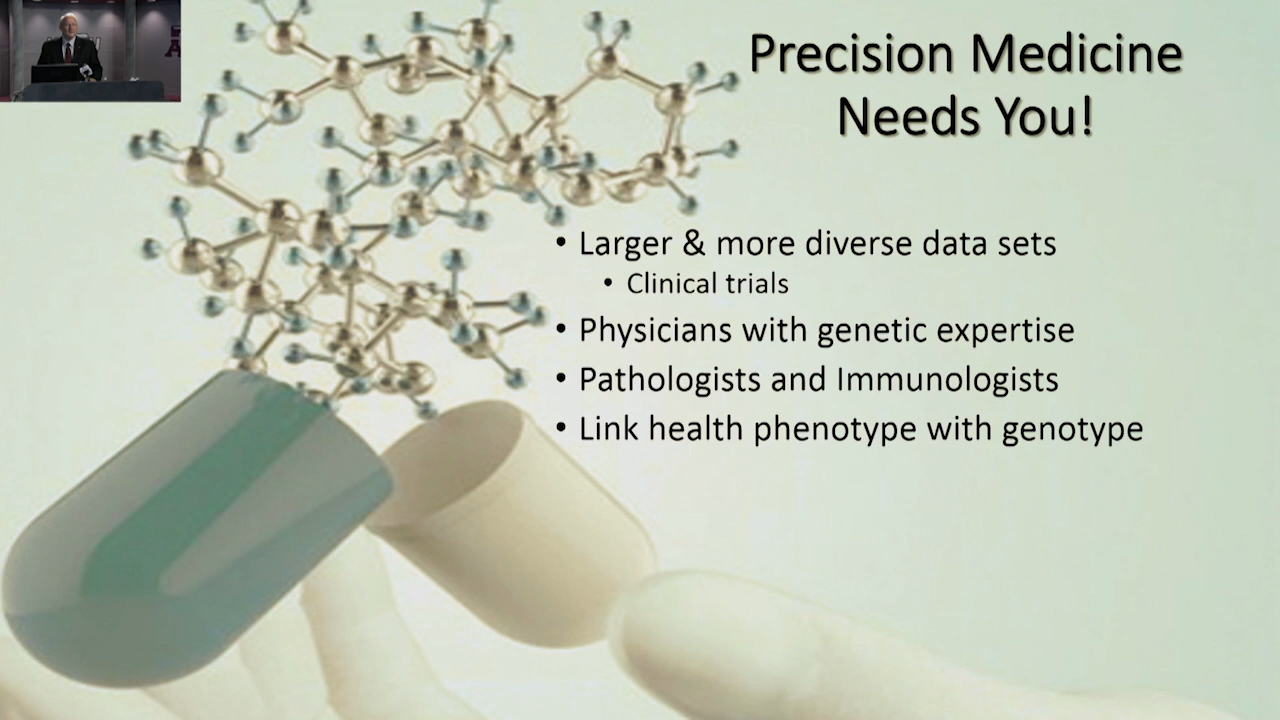 Precision Medicine
Needs You!
• Larger & more diverse data sets
• Clinical trials
• Physicians with genetic expertise
• Pathologists and Immunologists
• Link health phenotype with genotype